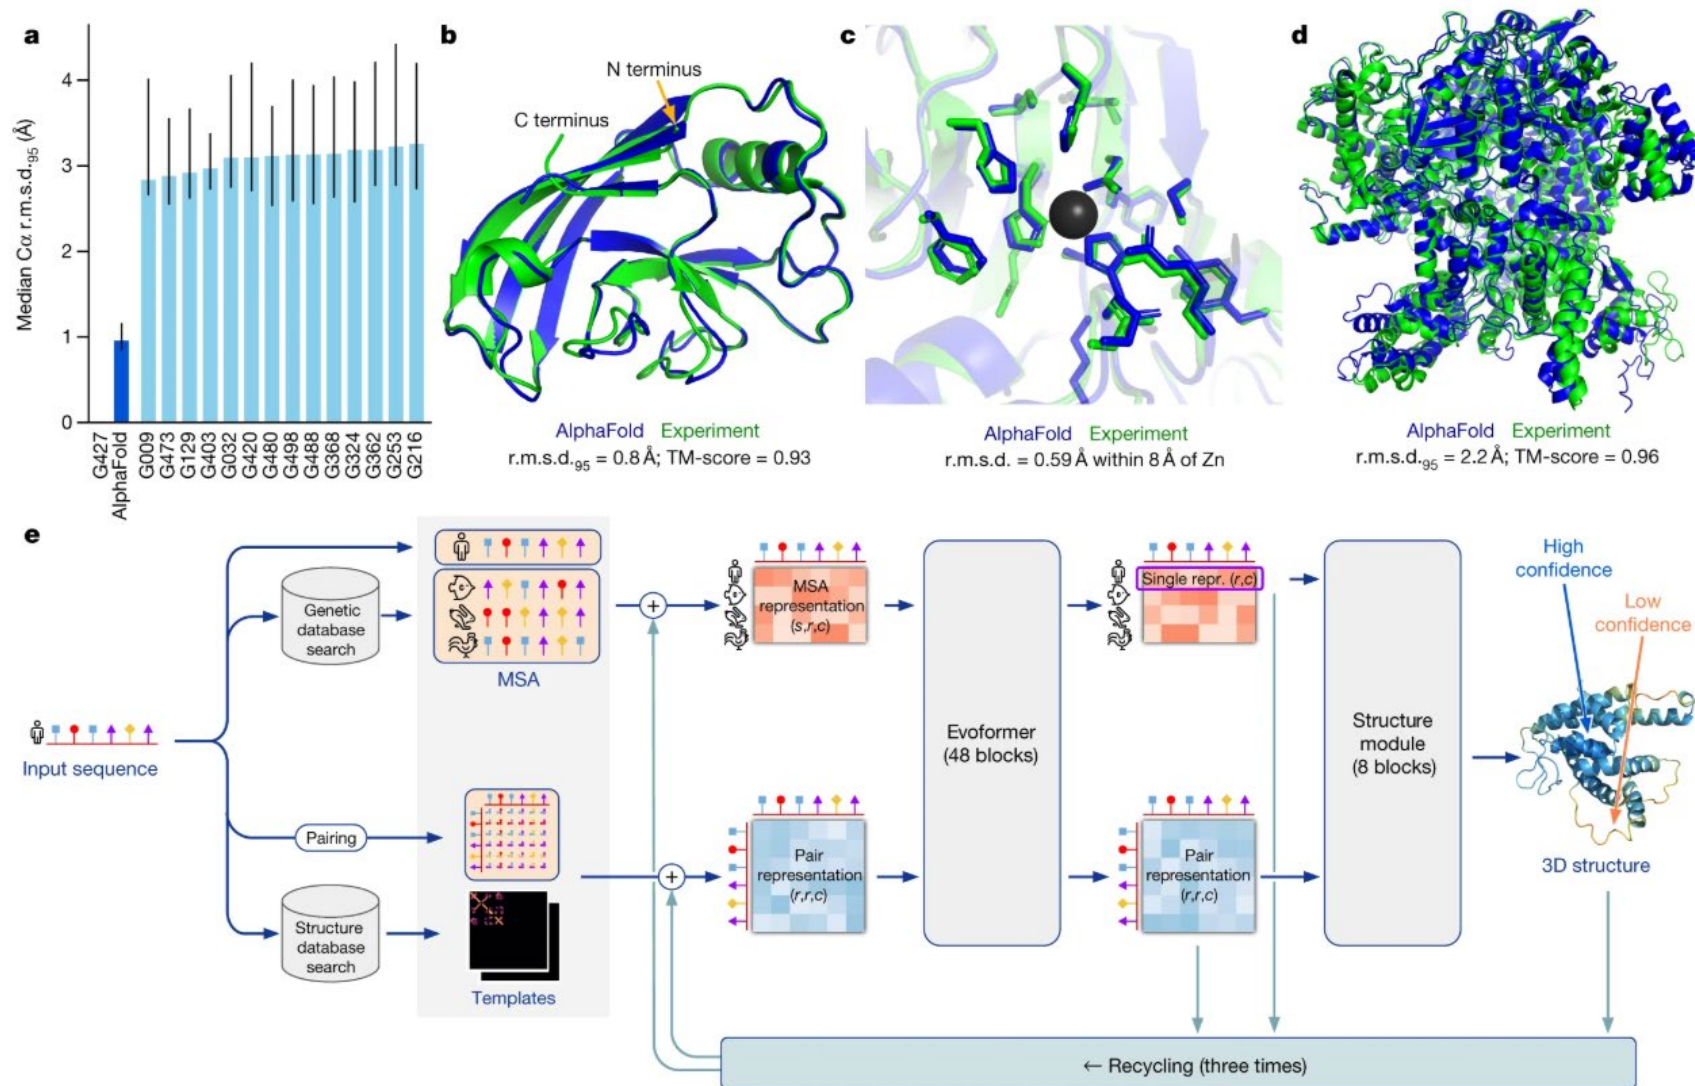 a
Median Cα r.m.s.d.95 (Å)
4
3
2
1
0
G427
AlphaFold
G009
G473
G129
G403
G032
G420
G480
G498
G488
G368
G324
G362
G253
G216
b
N terminus
C terminus
AlphaFold Experiment
r.m.s.d.95 = 0.8 Å; TM-score = 0.93
c
AlphaFold Experiment
r.m.s.d. = 0.59 Å within 8 Å of Zn
d
AlphaFold Experiment
r.m.s.d.95 = 2.2 Å; TM-score = 0.96
e
Input sequence
Genetic
database
search
MSA
Pairing
Structure
database
search
Templates
+
+
MSA
representation
(s,r,c)
Pair
representation
(r,r,c)
Evoformer
(48 blocks)
Single repr. (r,c)
Pair
representation
(r,r,c)
Structure
module
(8 blocks)
High
confidence
Low
confidence
3D structure
← Recycling (three times)